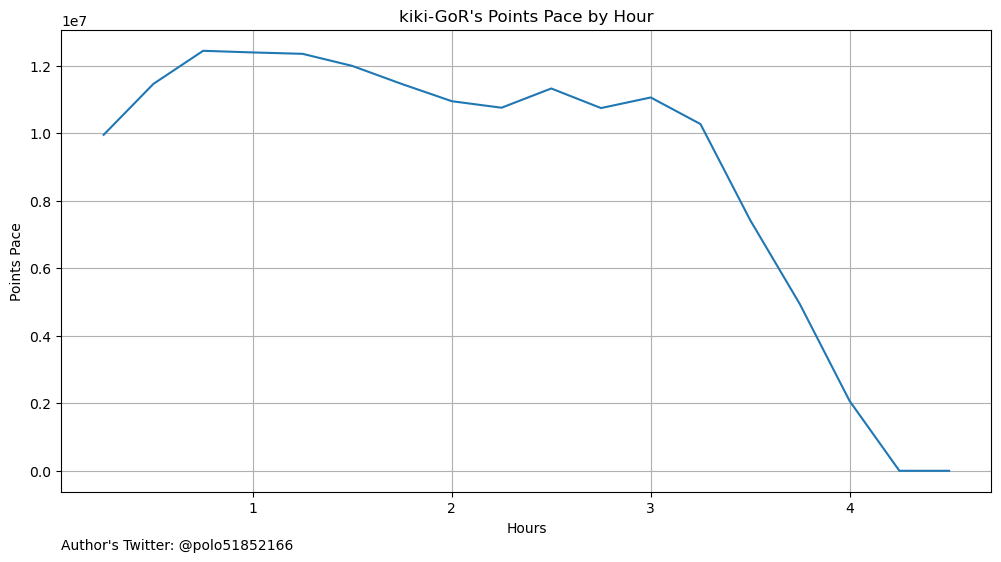 kiki-GoR's Points Pace by Hour
1e7
1.2
1.0
0.8
0.6
0.4
0.2
0.0
Points Pace
1 2 3 4
Hours
Author's Twitter: @polo51852166